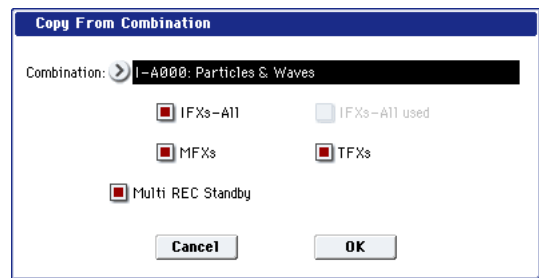 Copy From Combination
Combination: I-A000: Particles & Waves
IFXs-All IFXs-All used
MFXs TFXs
Multi REC Standby
Cancel OK